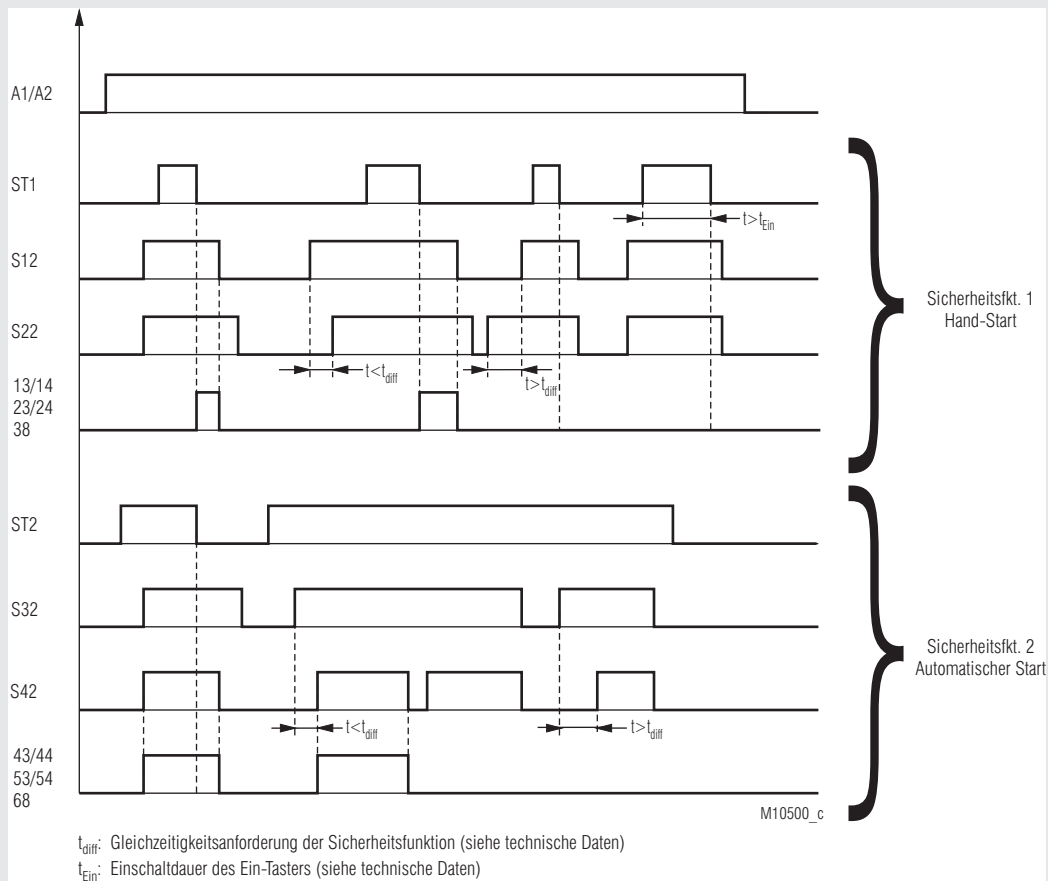 A1/A2
ST1
t>tEin
S12
S22
t<tdiff
t>tdiff
13/14
23/24
38
Sicherheitsfkt. 1
Hand-Start
ST2
S32
S42
t<tdiff
t>tdiff
43/44
53/54
68
Sicherheitsfkt. 2
Automatischer Start
M10500_c
tdiff: Gleichzeitigkeitsanforderung der Sicherheitsfunktion (siehe technische Daten)
tEin: Einschaltdauer des Ein-Tasters (siehe technische Daten)